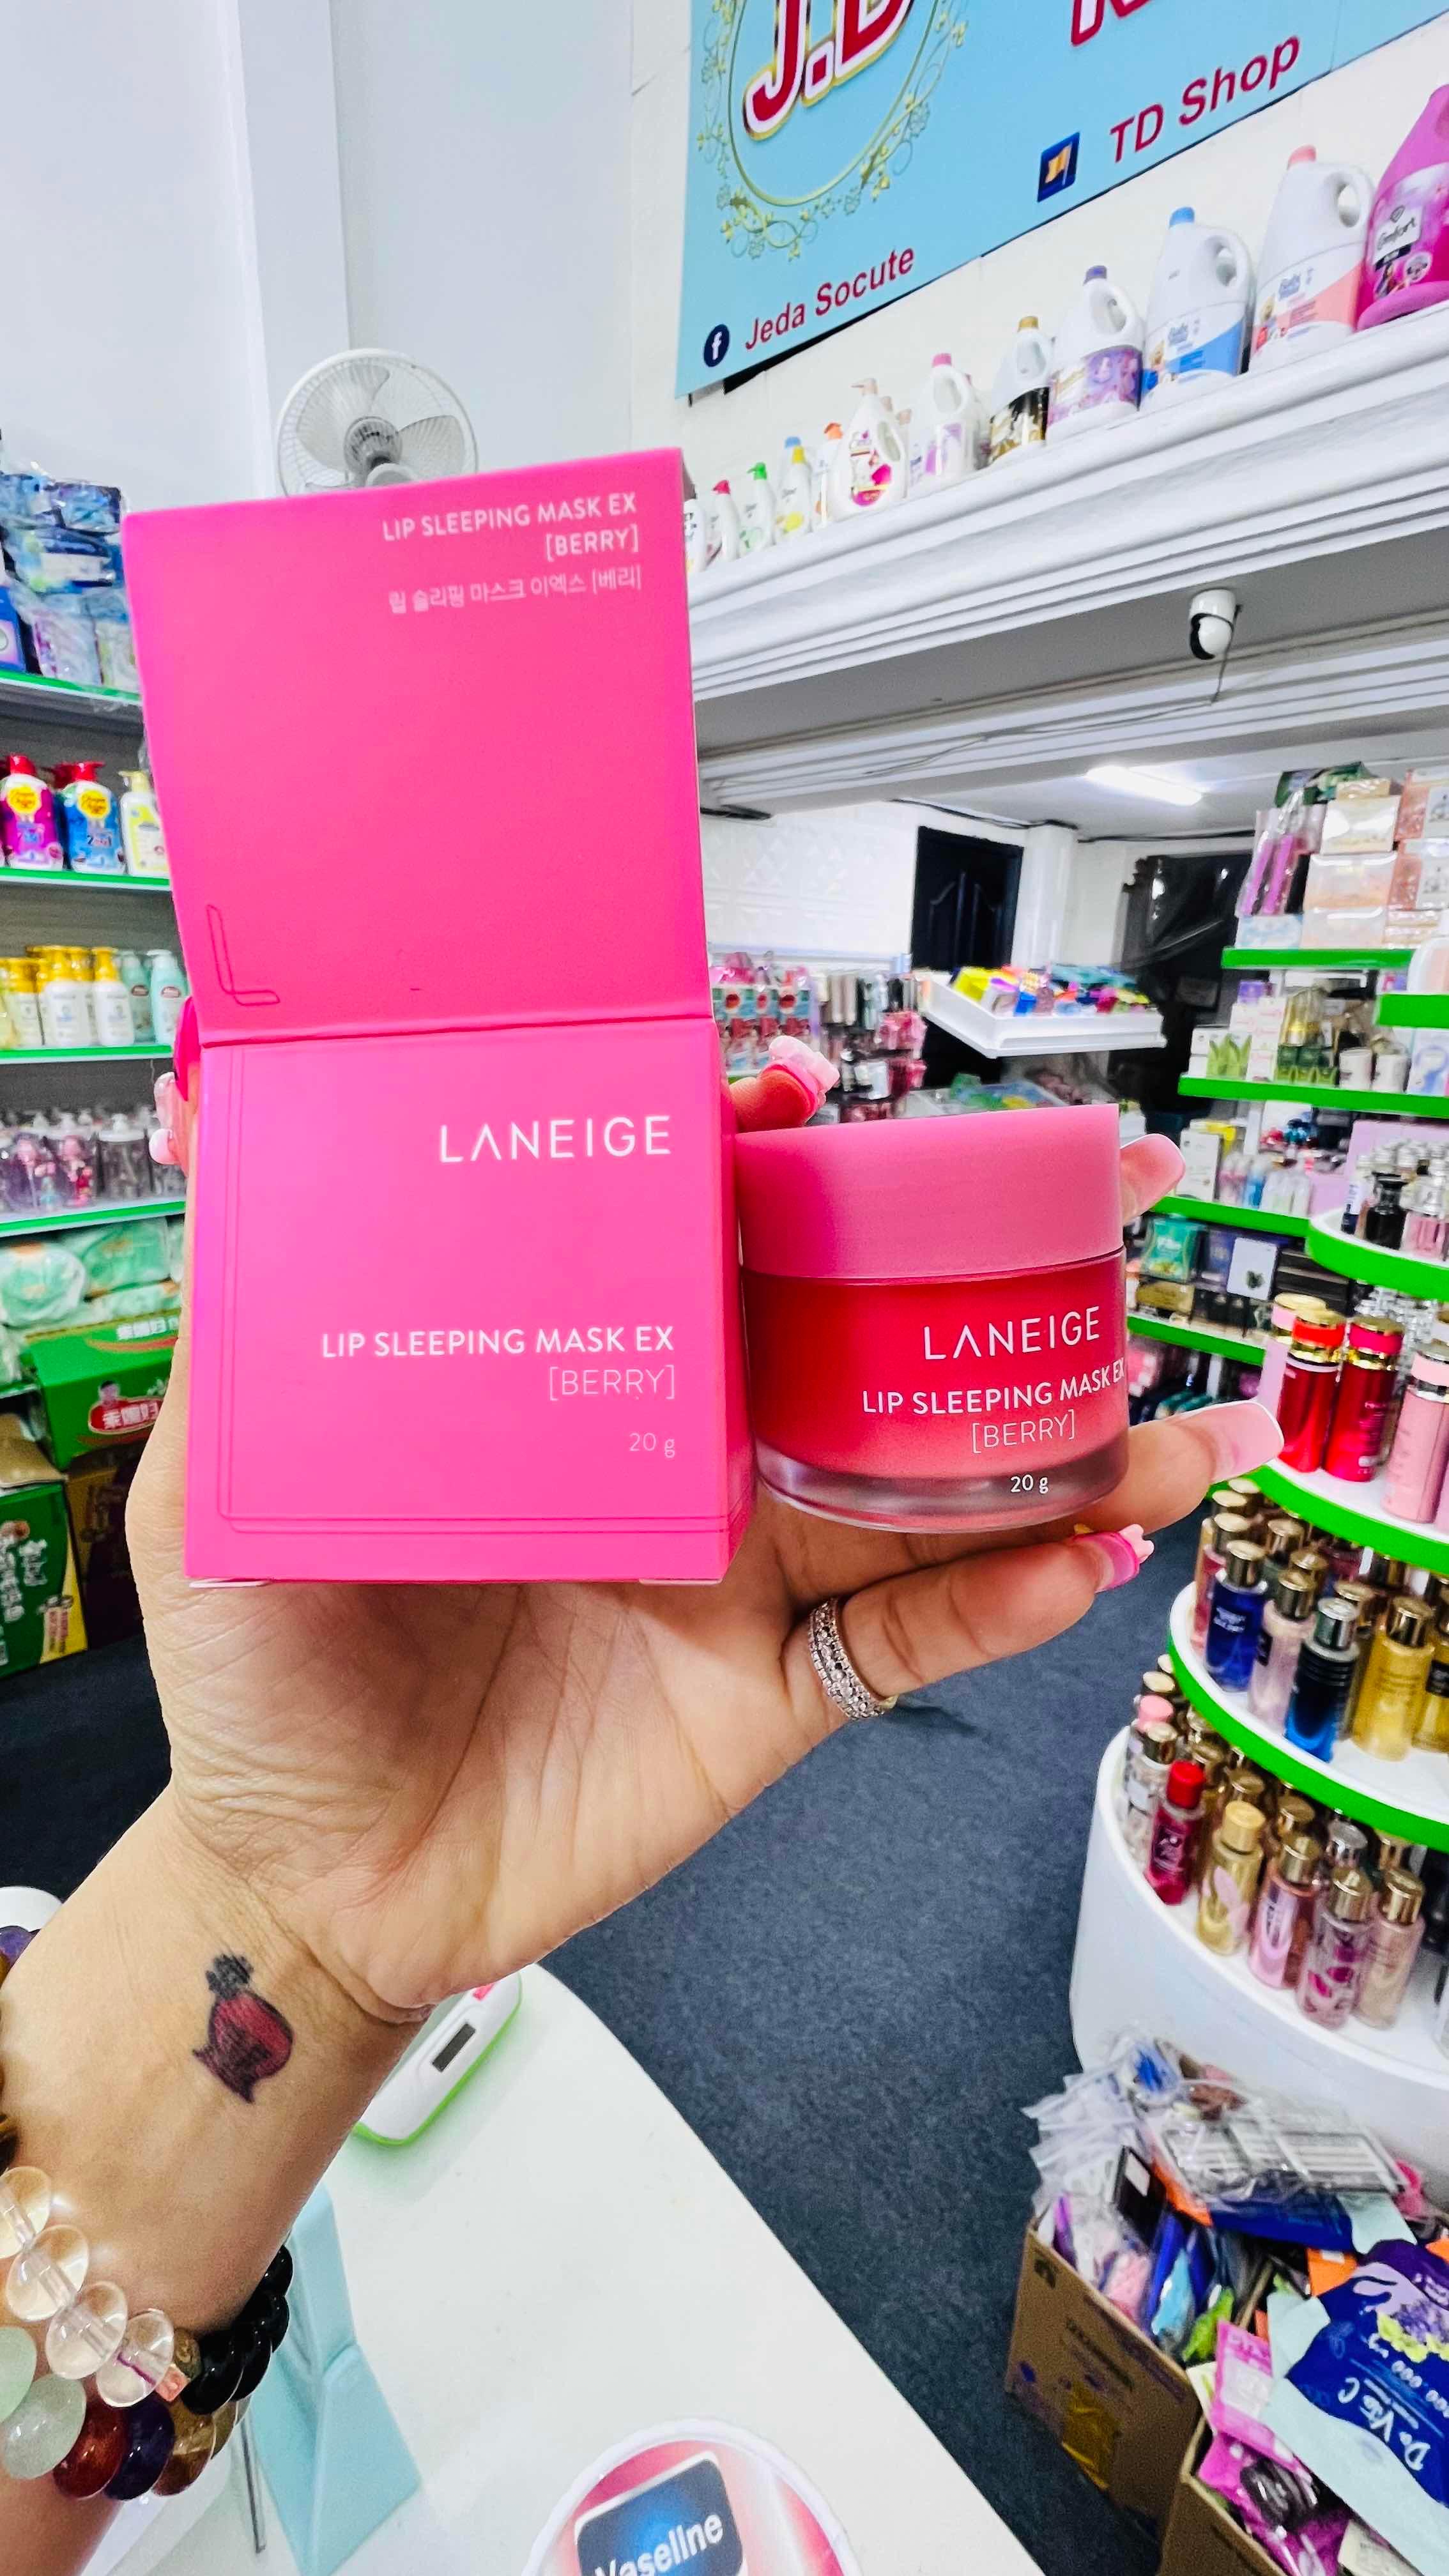 J.D
TD Shop
Jeda Socute
Comfort
LIP SLEEPING MASK EX
[BERRY]
립 슬리핑 마스크 이엑스 [베리]
LANEIGE
LIP SLEEPING MASK EX
[BERRY]
20 g
LANEIGE
LIP SLEEPING MASK EX
[BERRY]
20 g
Vaseline